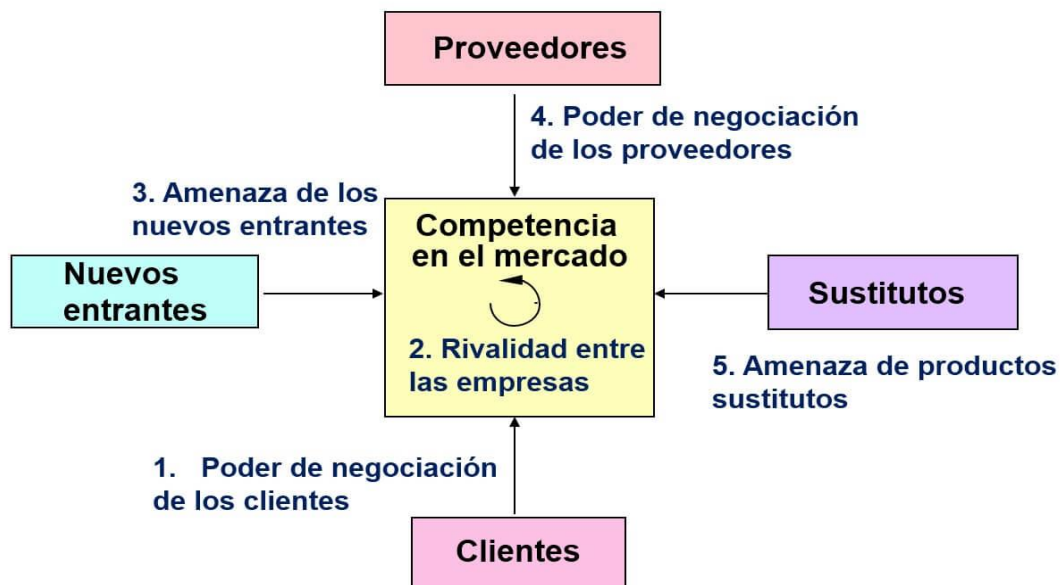 Proveedores
4. Poder de negociación
de los proveedores
3. Amenaza de los
nuevos entrantes
Competencia
en el mercado
Nuevos
entrantes
Sustitutos
2. Rivalidad entre
las empresas
5. Amenaza de productos
sustitutos
1. Poder de negociación
de los clientes
Clientes